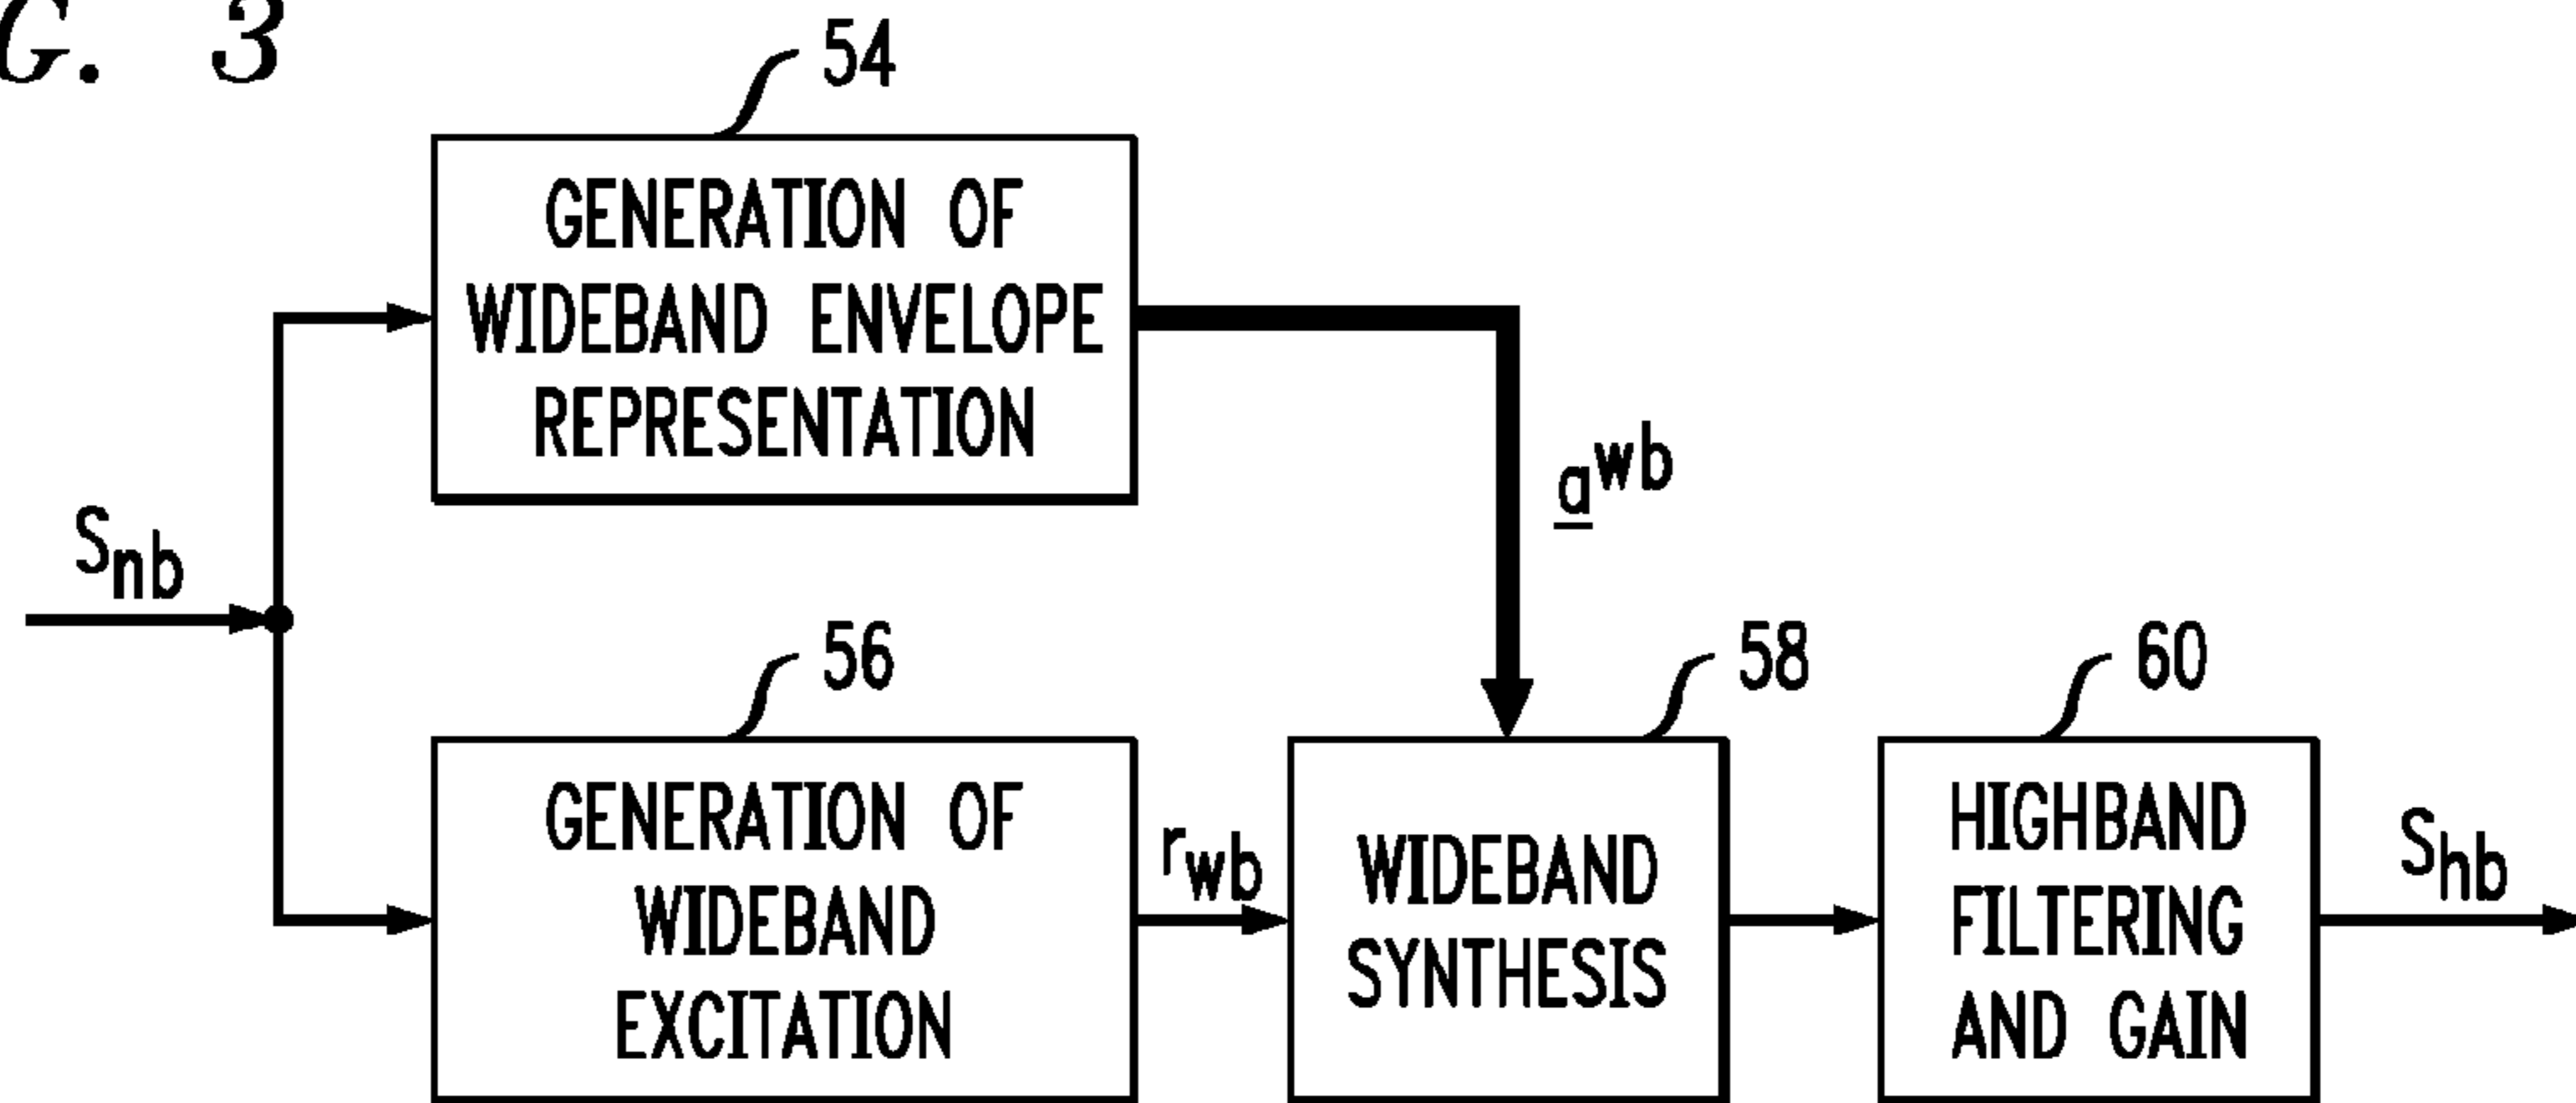 G. 3
54
GENERATION OF
WIDEBAND ENVELOPE
REPRESENTATION
a^wb
S_nb
56
GENERATION OF
WIDEBAND
EXCITATION
r_wb
58
WIDEBAND
SYNTHESIS
60
HIGHBAND
FILTERING
AND GAIN
S_hb